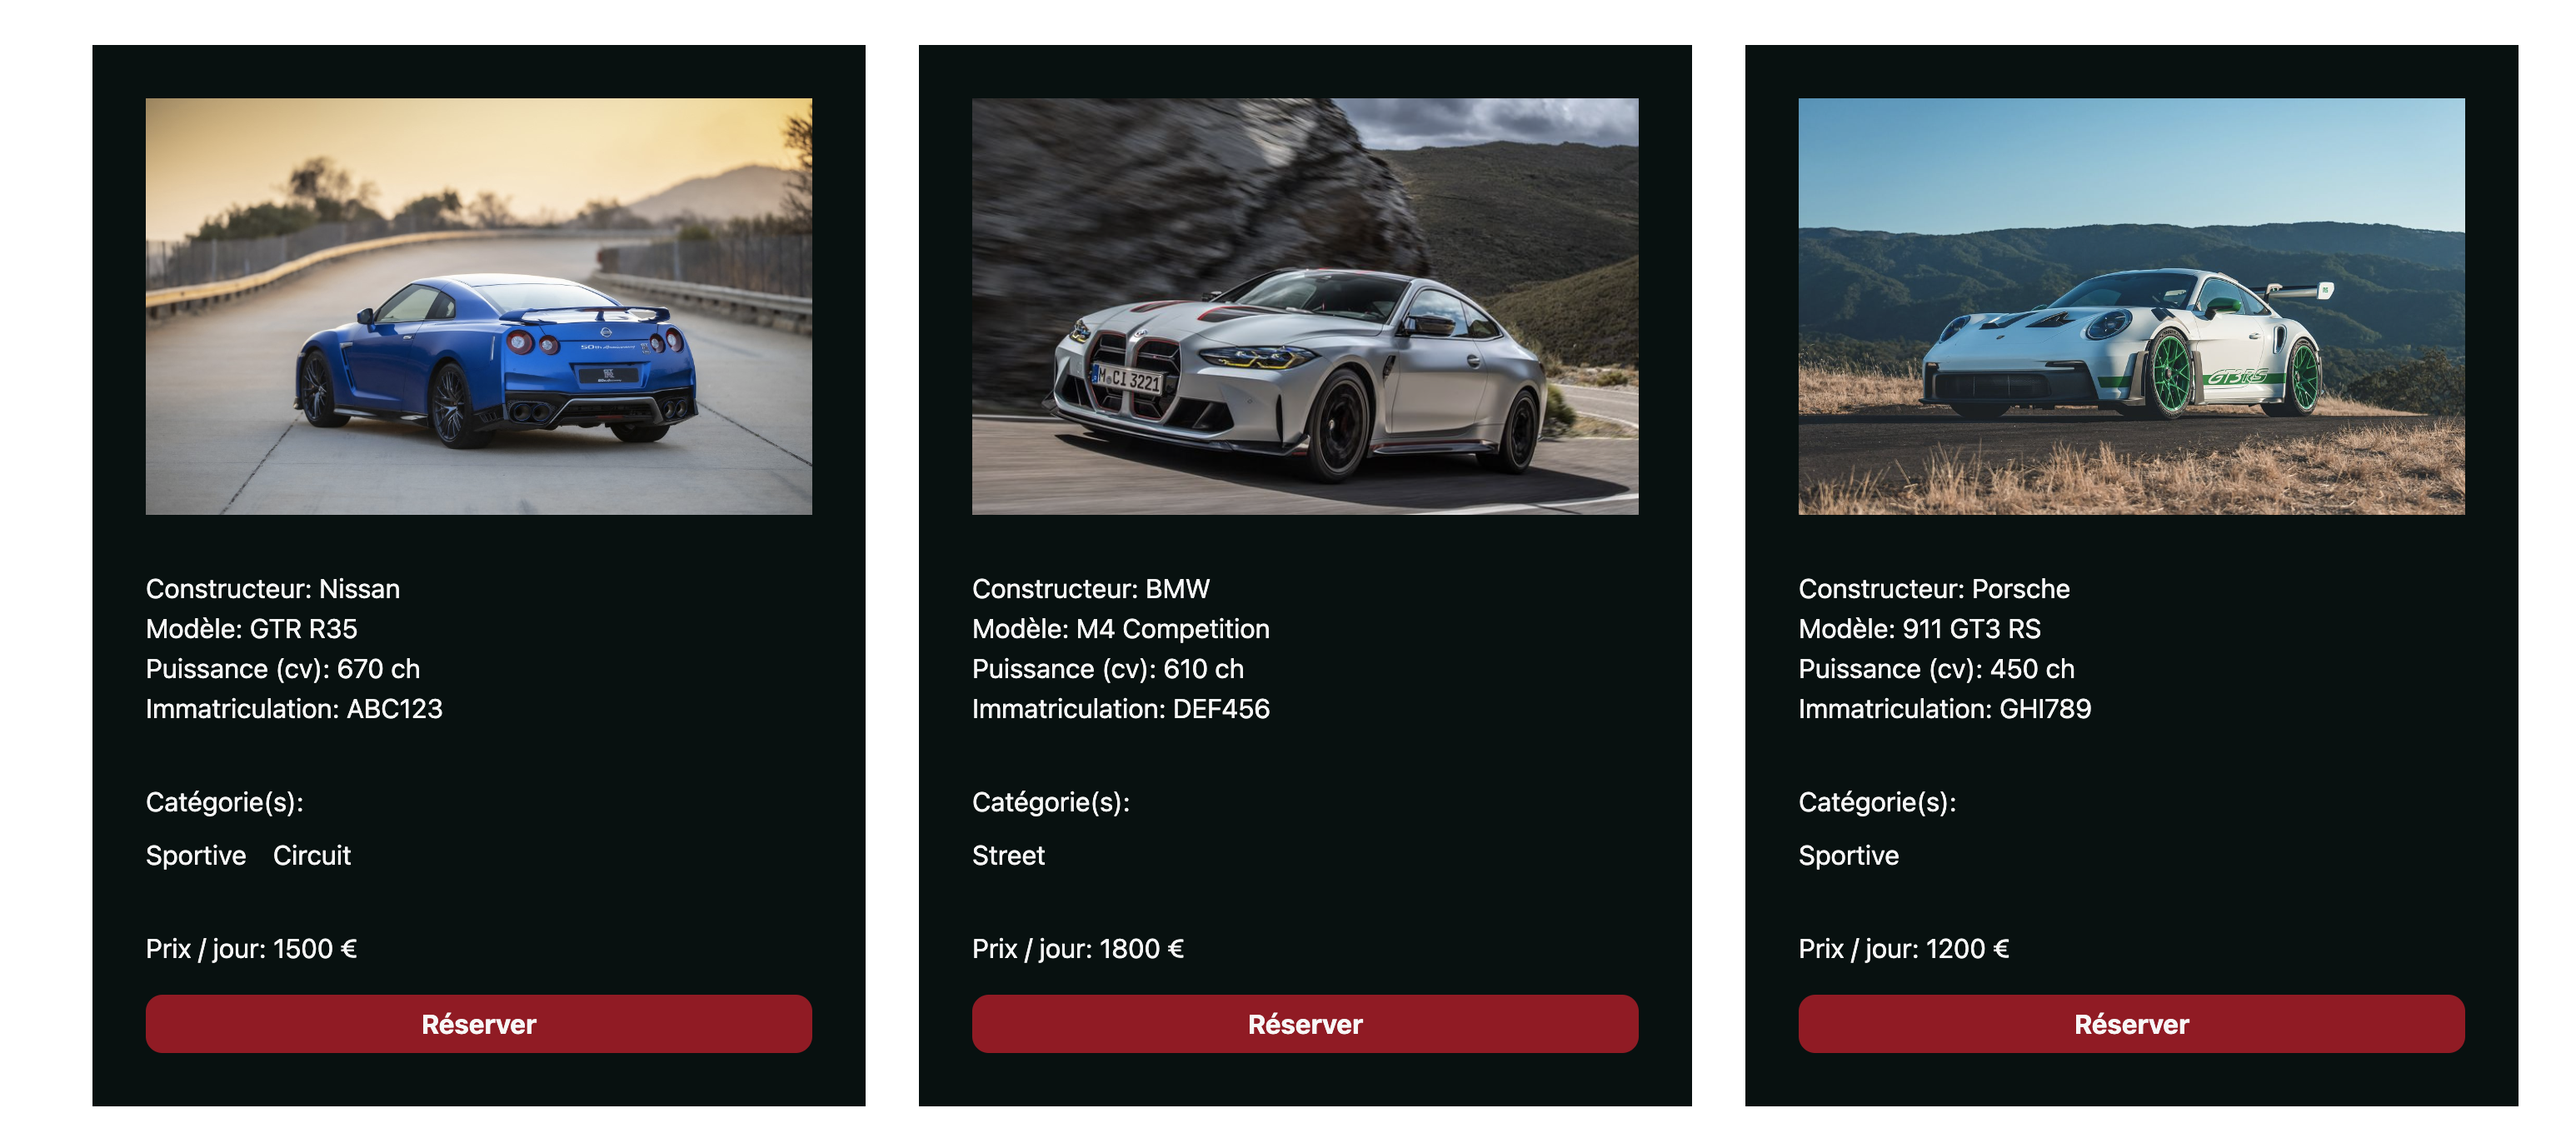 M CI 3221
GT3RS
Constructeur: Nissan
Modèle: GTR R35
Puissance (cv): 670 ch
Immatriculation: ABC123
Catégorie(s):
Sportive Circuit
Prix / jour: 1500 €
Réserver
Constructeur: BMW
Modèle: M4 Competition
Puissance (cv): 610 ch
Immatriculation: DEF456
Catégorie(s):
Street
Prix / jour: 1800 €
Réserver
Constructeur: Porsche
Modèle: 911 GT3 RS
Puissance (cv): 450 ch
Immatriculation: GHI789
Catégorie(s):
Sportive
Prix / jour: 1200 €
Réserver